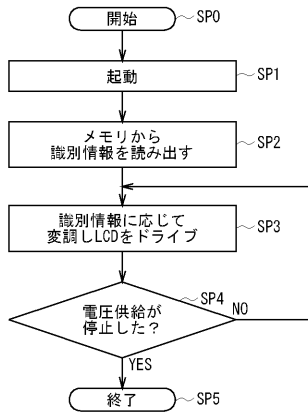 開始 SP0
起動 SP1
メモリから
識別情報を読み出す SP2
識別情報に応じて
変調しLCDをドライブ SP3
SP4
電圧供給が
停止した？ NO
YES
終了 SP5